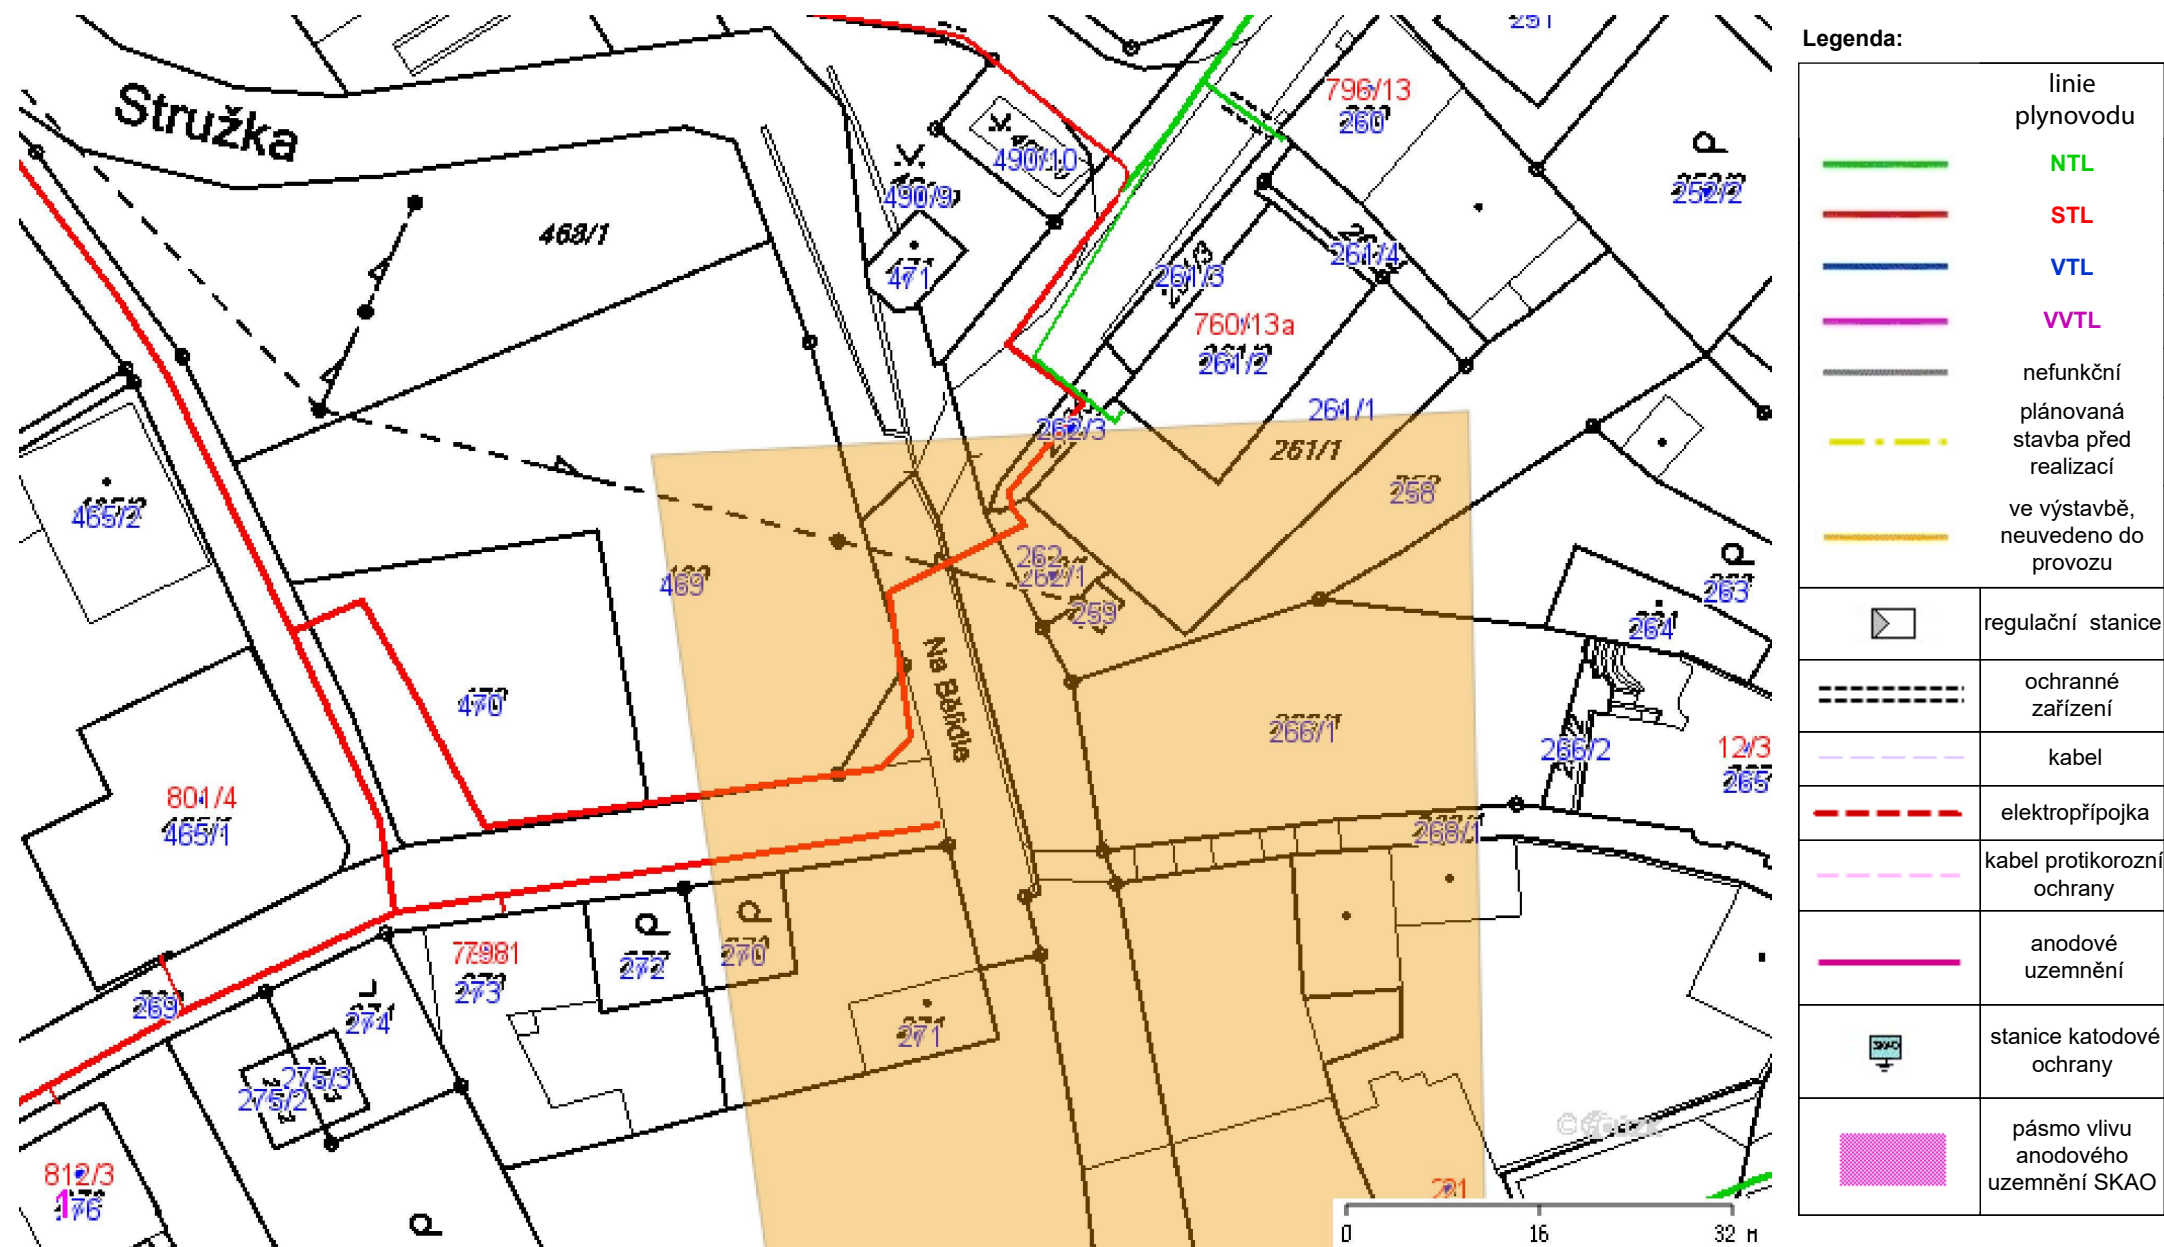 Stružka
468/1
796/13
260
251
490/10
490/9
471
252/2
261/3
261/4
760/13a
261/2
261/1
262/3
261/1
258
465/2
469
262
262/1
259
263
264
470
Na Bělidle
266/1
266/2
12/3
265
801/4
465/1
268/1
269
274
273
272
270
271
275/3
275/2
812/3
276
221
0 16 32 M
Legenda:
linie
plynovodu
NTL
STL
VTL
VVTL
nefunkční
plánovaná
stavba před
realizací
ve výstavbě,
neuvedeno do
provozu
regulační stanice
ochranné
zařízení
kabel
elektropřípojka
kabel protikorozní
ochrany
anodové
uzemnění
SKAO
stanice katodové
ochrany
pásmo vlivu
anodového
uzemnění SKAO